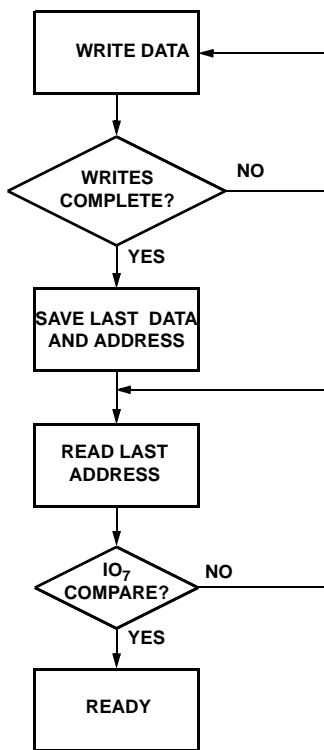 WRITE DATA
WRITES
COMPLETE?
NO
YES
SAVE LAST DATA
AND ADDRESS
READ LAST
ADDRESS
IO₇
COMPARE?
NO
YES
READY